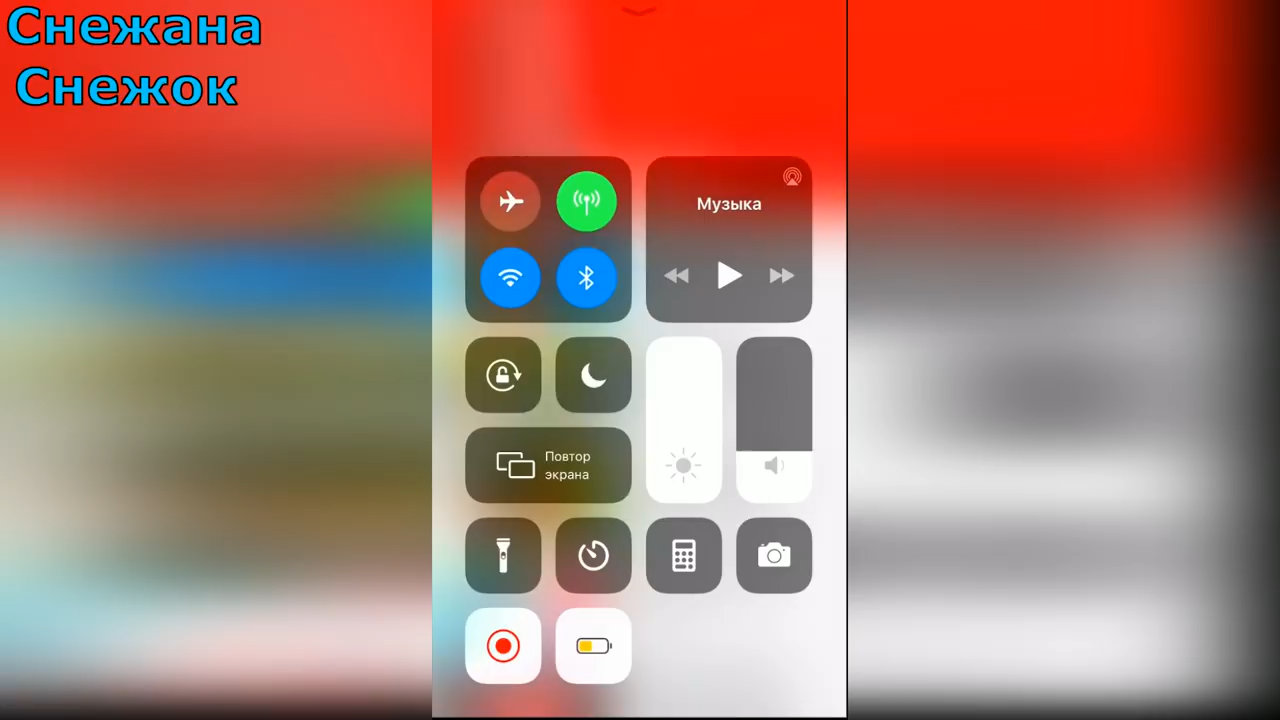 Снежана
Снежок
Музыка
Повтор
экрана